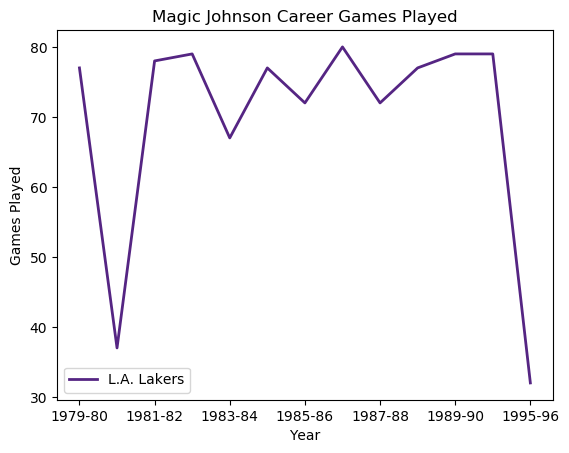 Magic Johnson Career Games Played
80
70
60
50
40
30
Games Played
L.A. Lakers
1979-80 1981-82 1983-84 1985-86 1987-88 1989-90 1995-96
Year